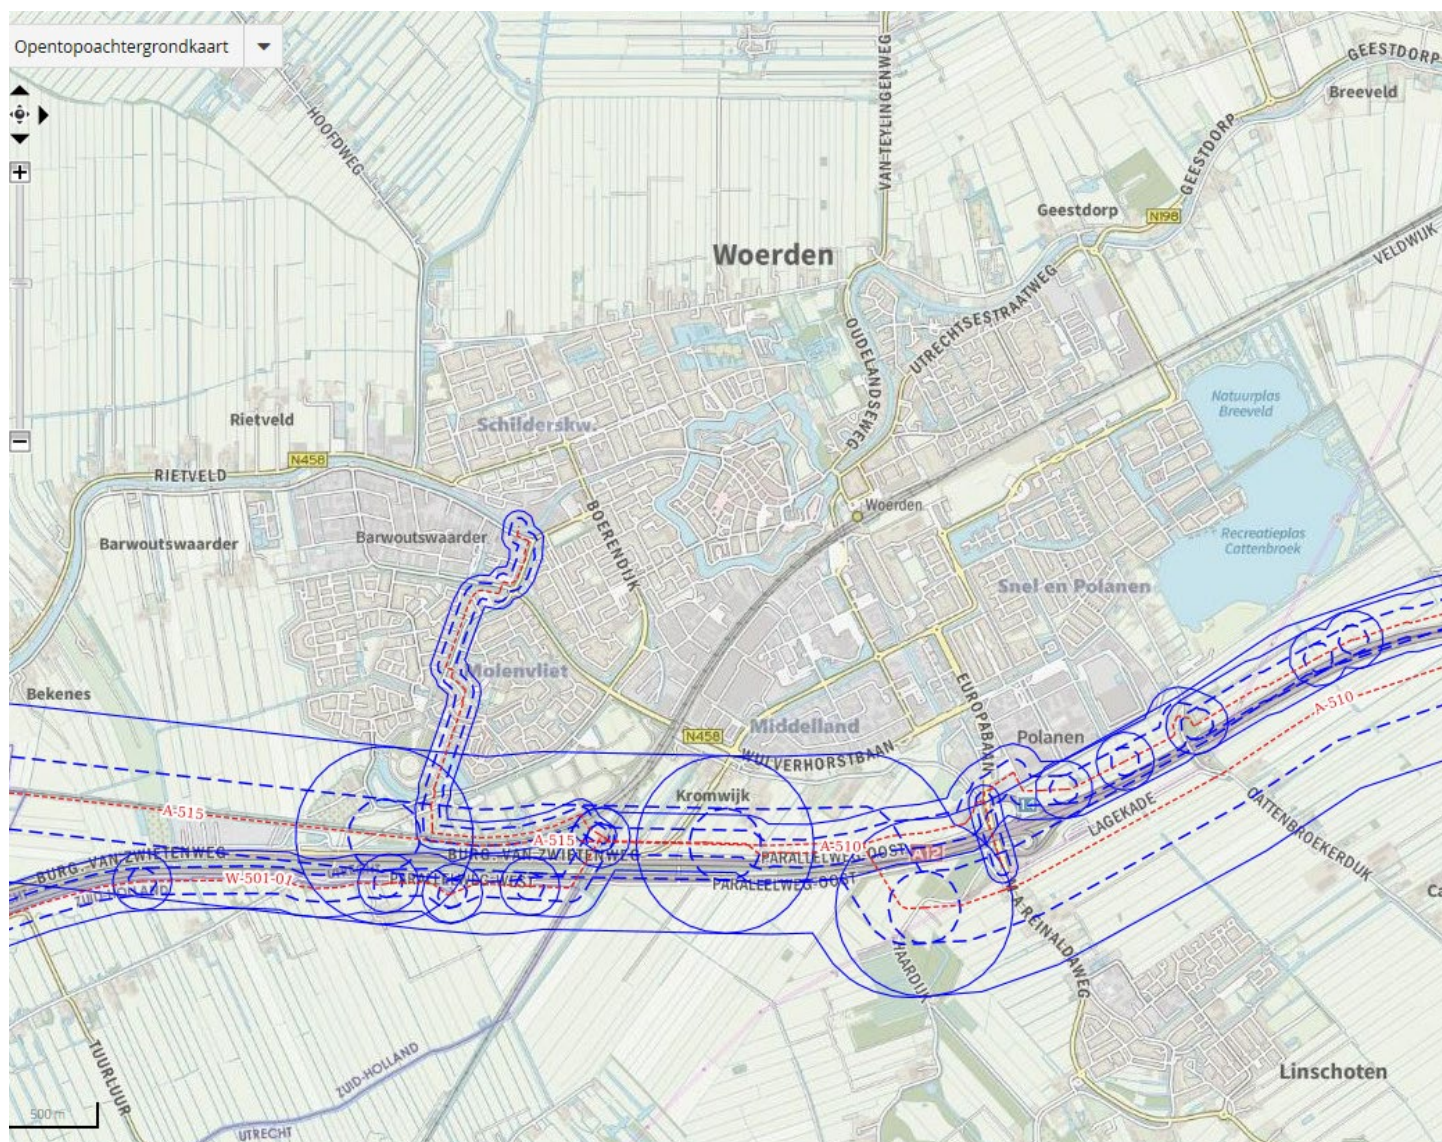 Opentopoachtergrondkaart
GEESTDORP
Breeveld
HOOFDWEG
VAN-TEYLINGENWEG
GEESTDORP
Geestdorp
N198
Woerden
VELDWIJK
UTRECHTSESTRAATWEG
OUDELANDSEWEG
Natuurplas
Breeveld
Rietveld
Schilderskw.
N458
RIETVELD
BOERENDIJK
Woerden
Barwoutswaarder
Barwoutswaarder
Recreatieplas
Cattenbroek
Snel en Polanen
Molenvliet
Bekenes
EUROPABAAN
A-510
Middelland
N458
Polanen
WULVERHORSTBAAN
Kromwijk
A-515
LAGEKADE
CATTENBROEKERDIJK
A-515
A-510
BURG. VAN ZWIETENWEG
BURG. VAN ZWIETENWEG
PARALLELWEG-OOST
A12
W-501-01
PARALLELWEG-WEST
PARALLELWEG-OOST
ZUID-HOLLAND
Ca
M.A-REINALDAWEG
HAARDIJK
TUURLUUR
ZUID-HOLLAND
Linschoten
500 m
UTRECHT